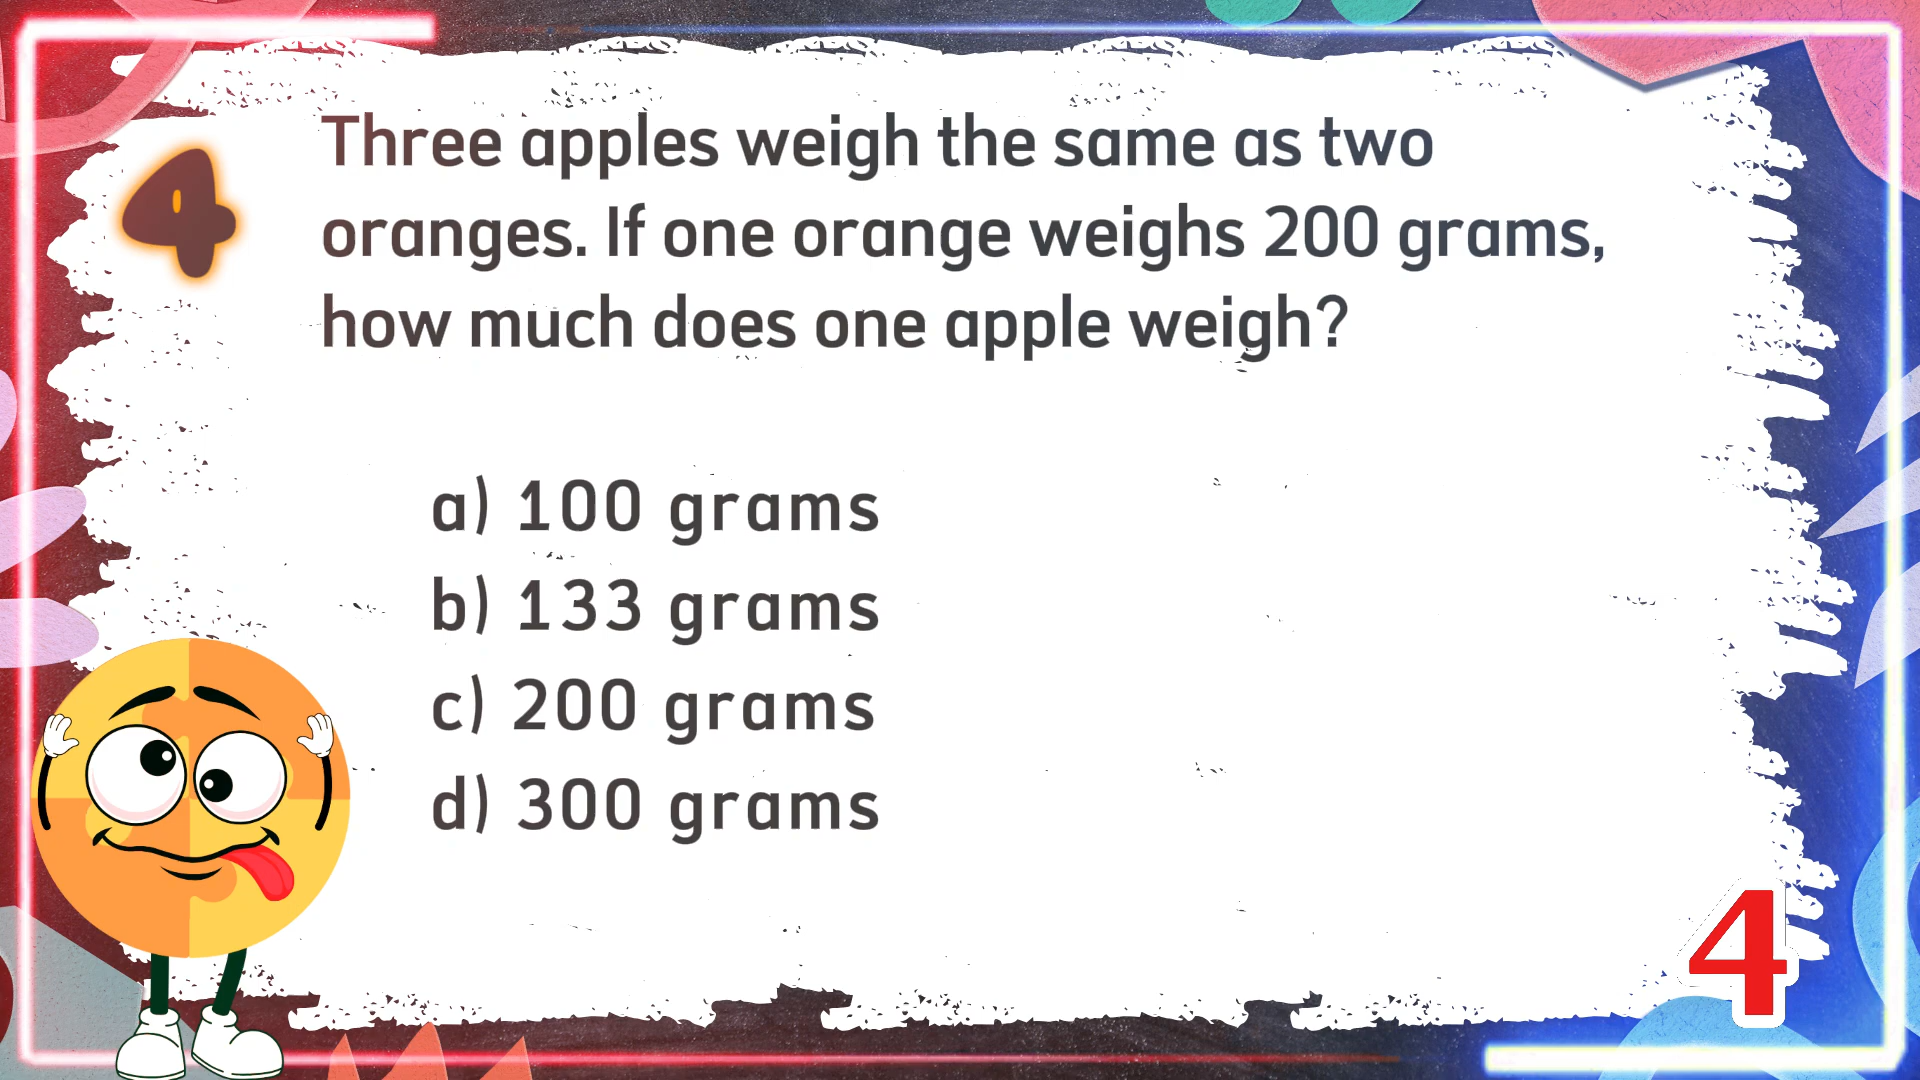 4
Three apples weigh the same as two
oranges. If one orange weighs 200 grams,
how much does one apple weigh?
a) 100 grams
b) 133 grams
c) 200 grams
d) 300 grams
4